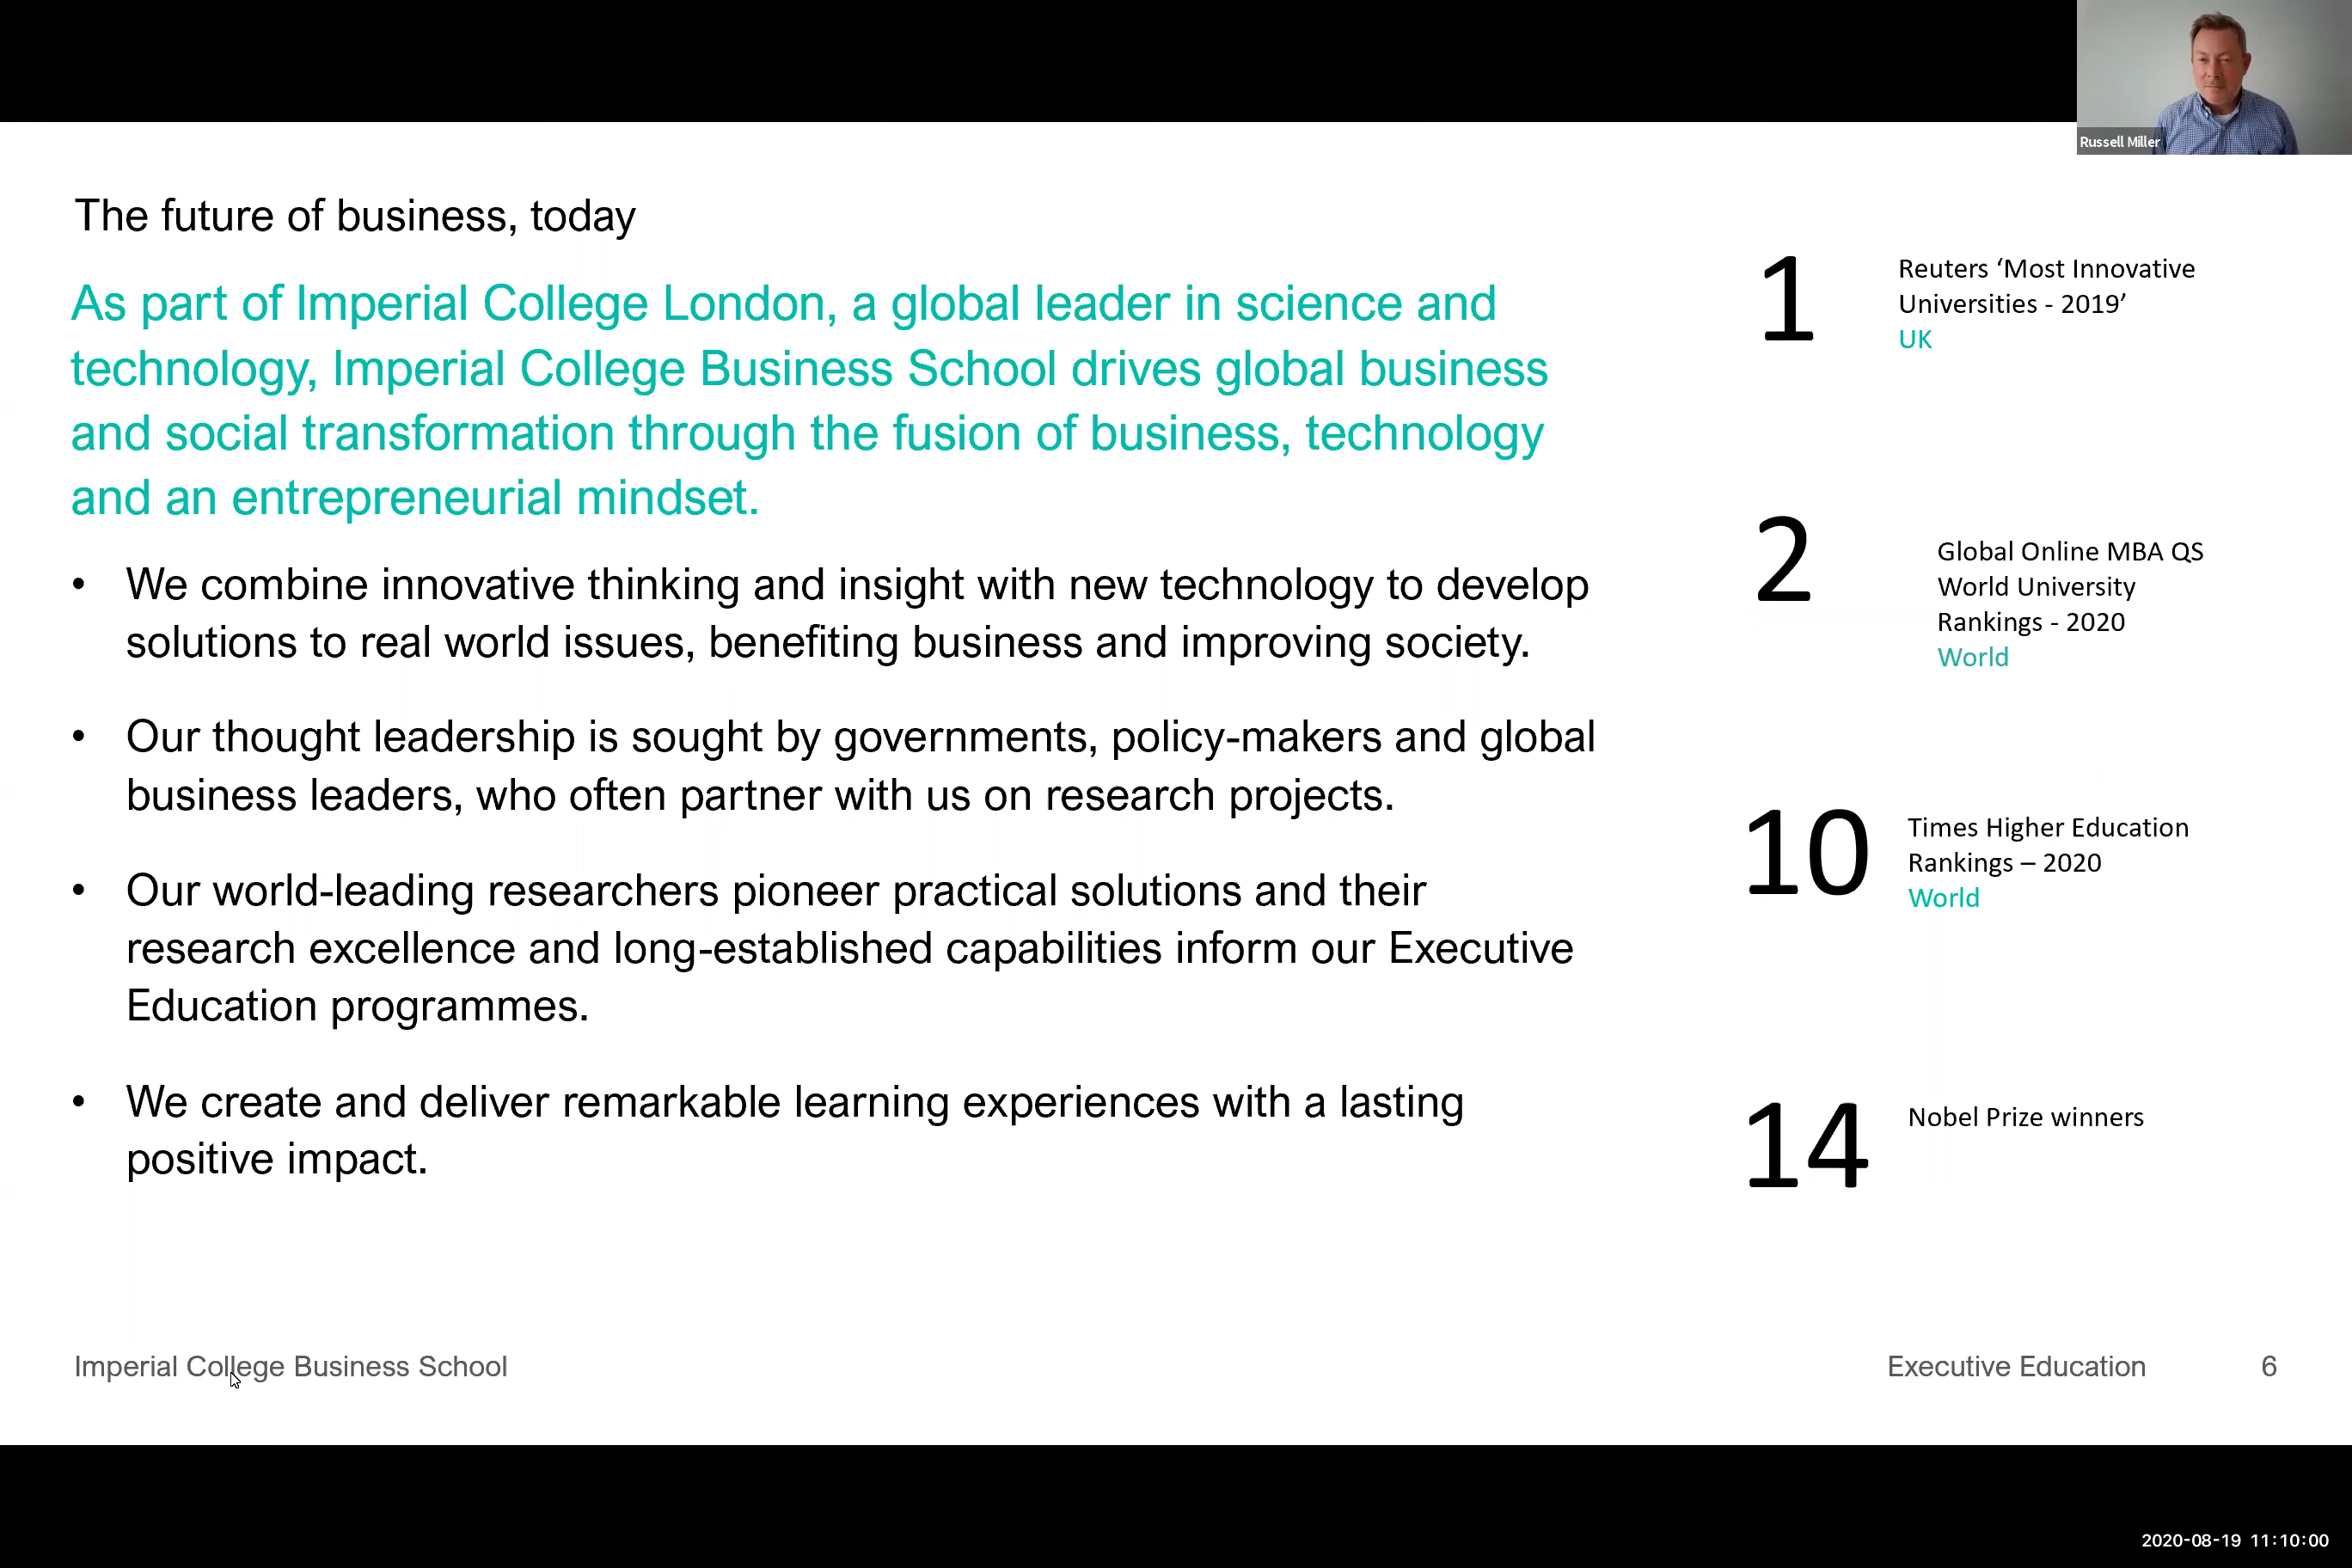 Russell Miller
The future of business, today
As part of Imperial College London, a global leader in science and
technology, Imperial College Business School drives global business
and social transformation through the fusion of business, technology
and an entrepreneurial mindset.
• We combine innovative thinking and insight with new technology to develop
solutions to real world issues, benefiting business and improving society.
• Our thought leadership is sought by governments, policy-makers and global
business leaders, who often partner with us on research projects.
• Our world-leading researchers pioneer practical solutions and their
research excellence and long-established capabilities inform our Executive
Education programmes.
• We create and deliver remarkable learning experiences with a lasting
positive impact.
1
Reuters ‘Most Innovative
Universities - 2019’
UK
2
Global Online MBA QS
World University
Rankings - 2020
World
10
Times Higher Education
Rankings – 2020
World
14
Nobel Prize winners
Imperial College Business School
Executive Education
6
2020-08-19 11:10:00